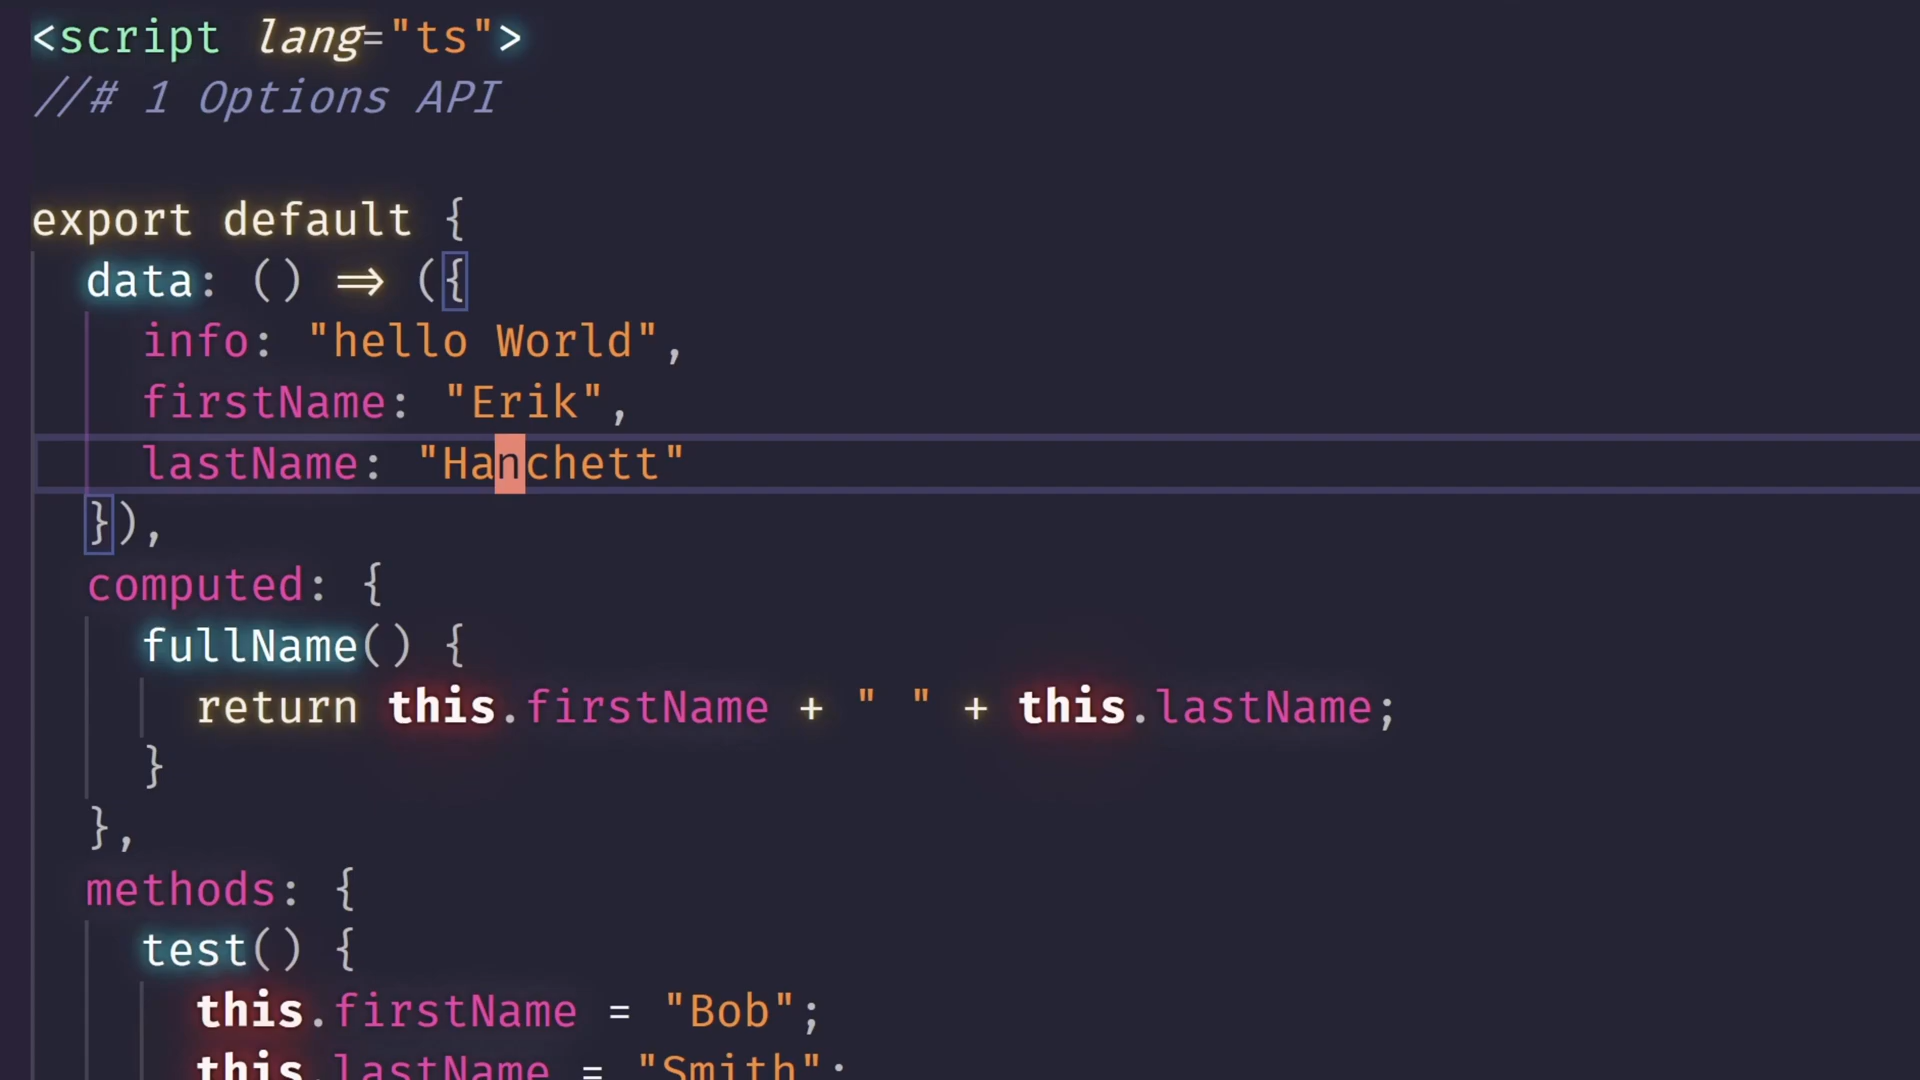 <script lang="ts">
//# 1 Options API
export default {
data: () => ({
info: "hello World",
firstName: "Erik",
lastName: "Hanchett"
}),
computed: {
fullName() {
return this.firstName + " " + this.lastName;
}
},
methods: {
test() {
this.firstName = "Bob";
this.lastName = "Smith";